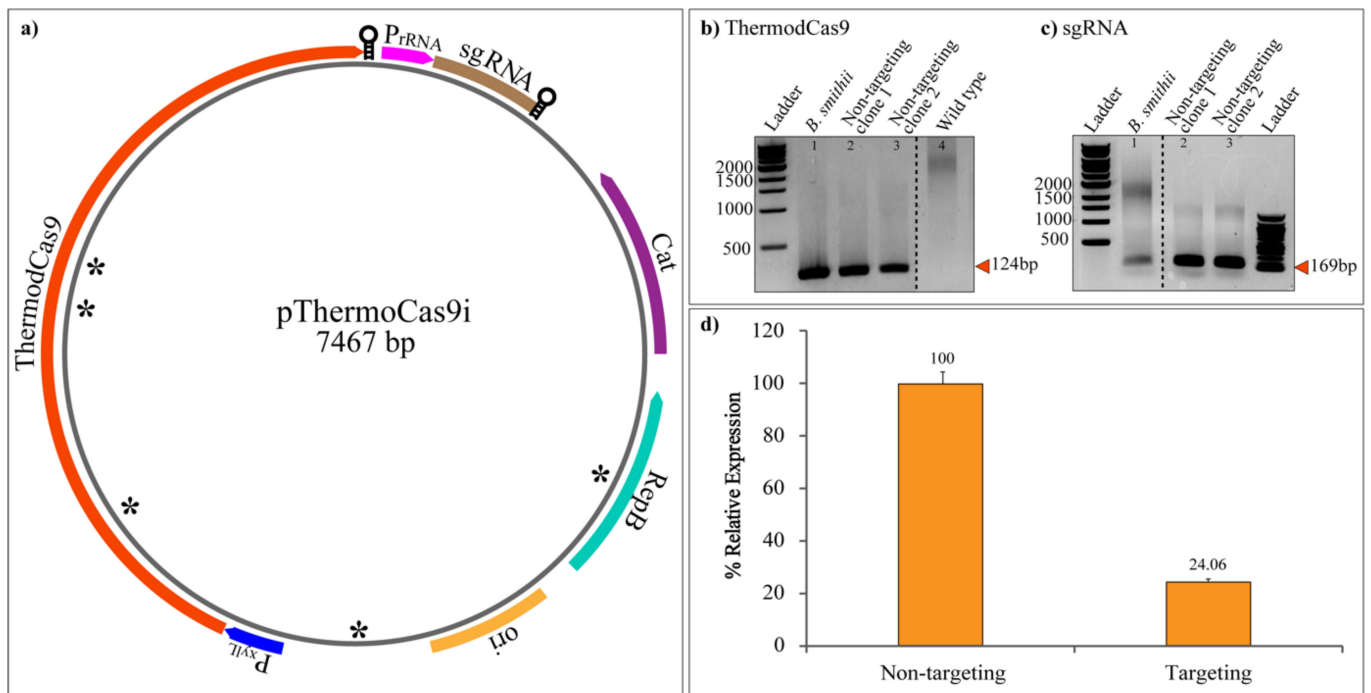 a)
PrRNA
sgRNA
Cat
RepB
ori
PxylL
ThermodCas9
pThermoCas9i
7467 bp
*
*
*
*
*
b) ThermodCas9
Ladder
B. smithii
Non-targeting
clone 1
Non-targeting
clone 2
Wild type
1 2 3 4
2000
1500
1000
500
124bp
c) sgRNA
Ladder
B. smithii
Non-targeting
clone 1
Non-targeting
clone 2
Ladder
1 2 3
2000
1500
1000
500
169bp
d)
% Relative Expression
120
100
80
60
40
20
0
100
24.06
Non-targeting
Targeting